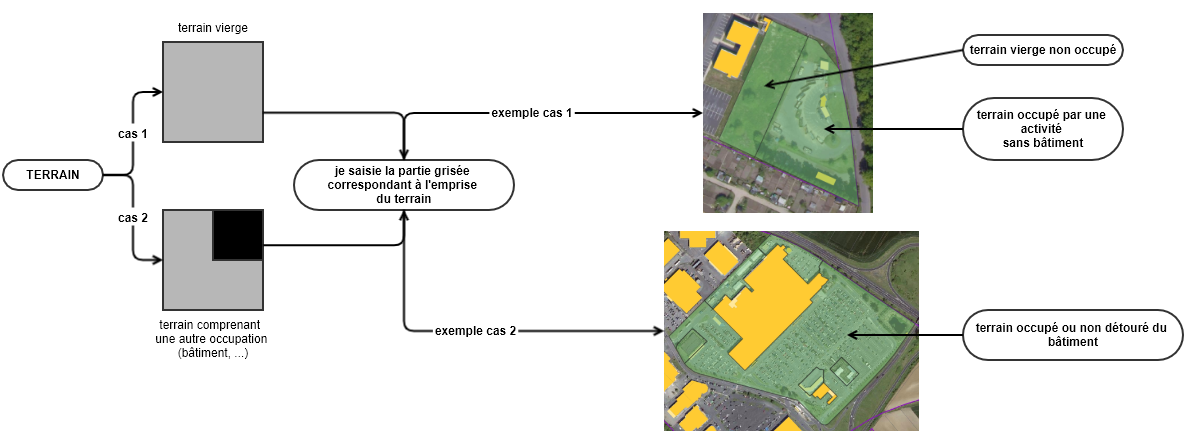 terrain vierge
cas 1
TERRAIN
cas 2
terrain comprenant
une autre occupation
(bâtiment, ...)
je saisie la partie grisée
correspondant à l'emprise
du terrain
exemple cas 1
exemple cas 2
terrain vierge non occupé
terrain occupé par une
activité
sans bâtiment
terrain occupé ou non détouré du
bâtiment